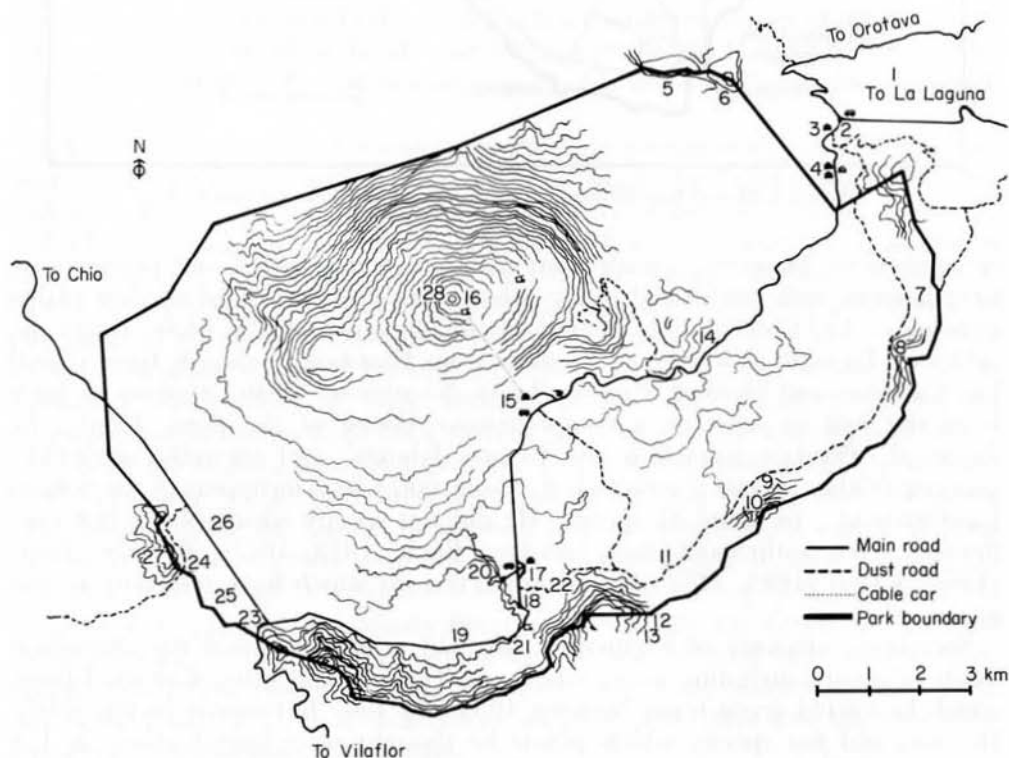 To Orotava
1
To La Laguna
5
6
3
2
4
N
To Chio
7
28
16
8
14
15
9
10
26
11
Main road
Dust road
Cable car
Park boundary
27
24
20
17
22
25
18
12
23
19
21
13
0 1 2 3 km
To Vilaflor